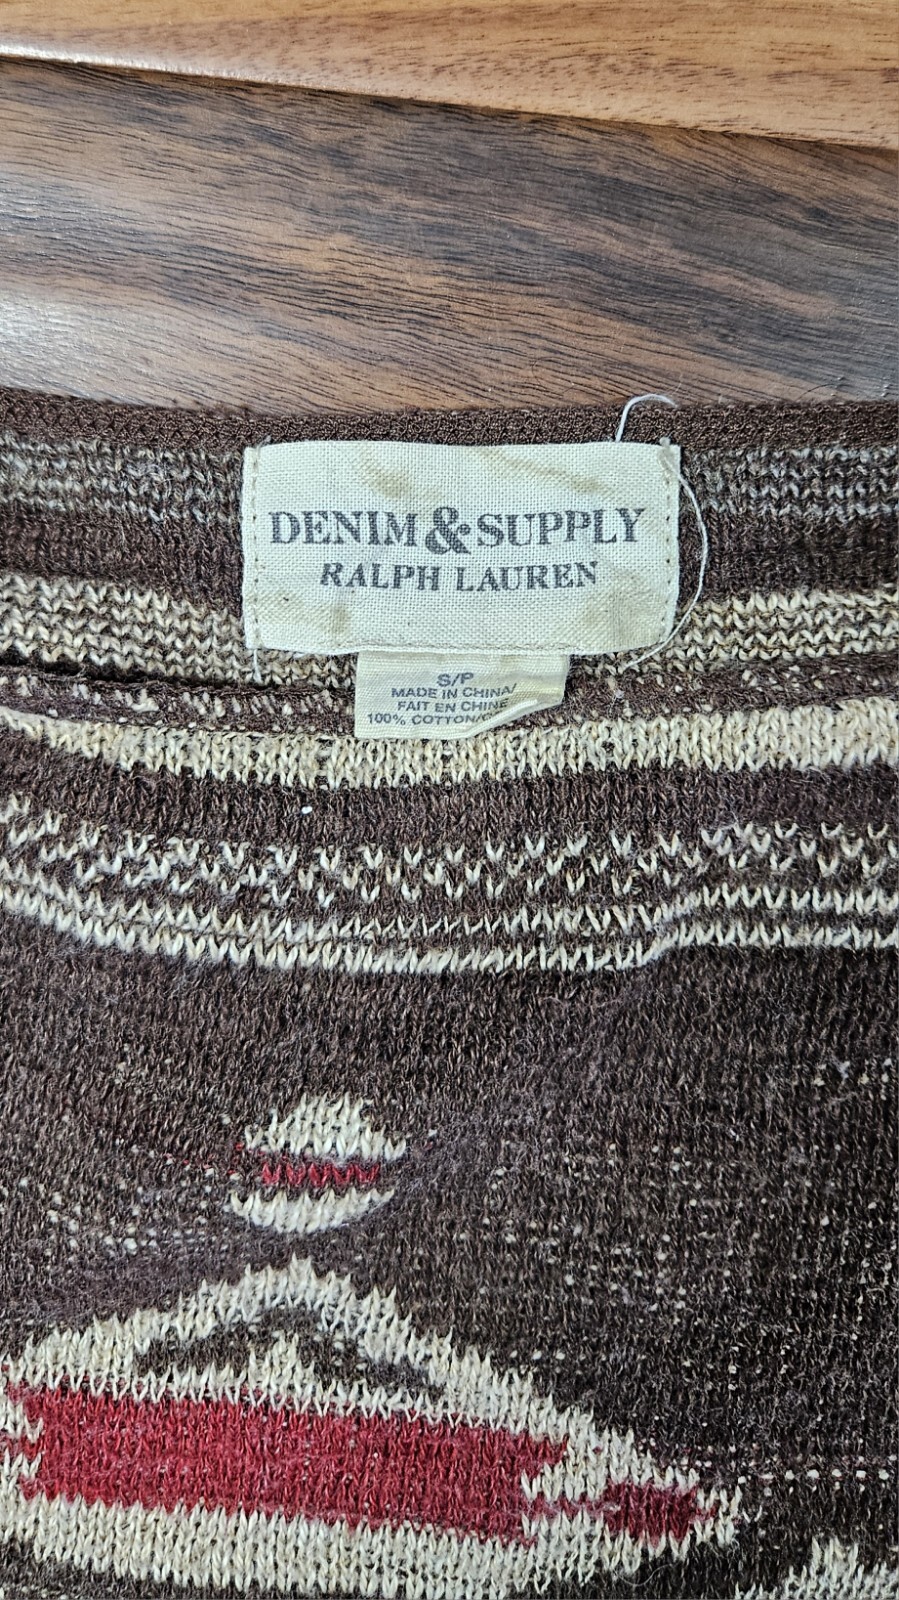 DENIM & SUPPLY
RALPH LAUREN
S/P
MADE IN CHINA/
FAIT EN CHINE
100% COTTON/